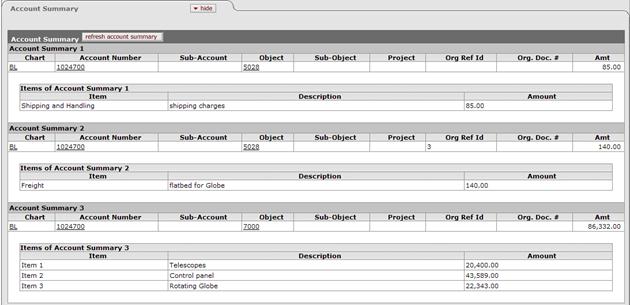 Account Summary
▼ hide
Account Summary refresh account summary
Account Summary 1
Chart Account Number Sub-Account Object Sub-Object Project Org Ref Id Org. Doc. # Amt
BL 1024700 5028 85.00
Items of Account Summary 1
Item Description Amount
Shipping and Handling shipping charges 85.00
Account Summary 2
Chart Account Number Sub-Account Object Sub-Object Project Org Ref Id Org. Doc. # Amt
BL 1024700 5028 3 140.00
Items of Account Summary 2
Item Description Amount
Freight flatbed for Globe 140.00
Account Summary 3
Chart Account Number Sub-Account Object Sub-Object Project Org Ref Id Org. Doc. # Amt
BL 1024700 7000 86,332.00
Items of Account Summary 3
Item Description Amount
Item 1 Telescopes 20,400.00
Item 2 Control panel 43,589.00
Item 3 Rotating Globe 22,343.00